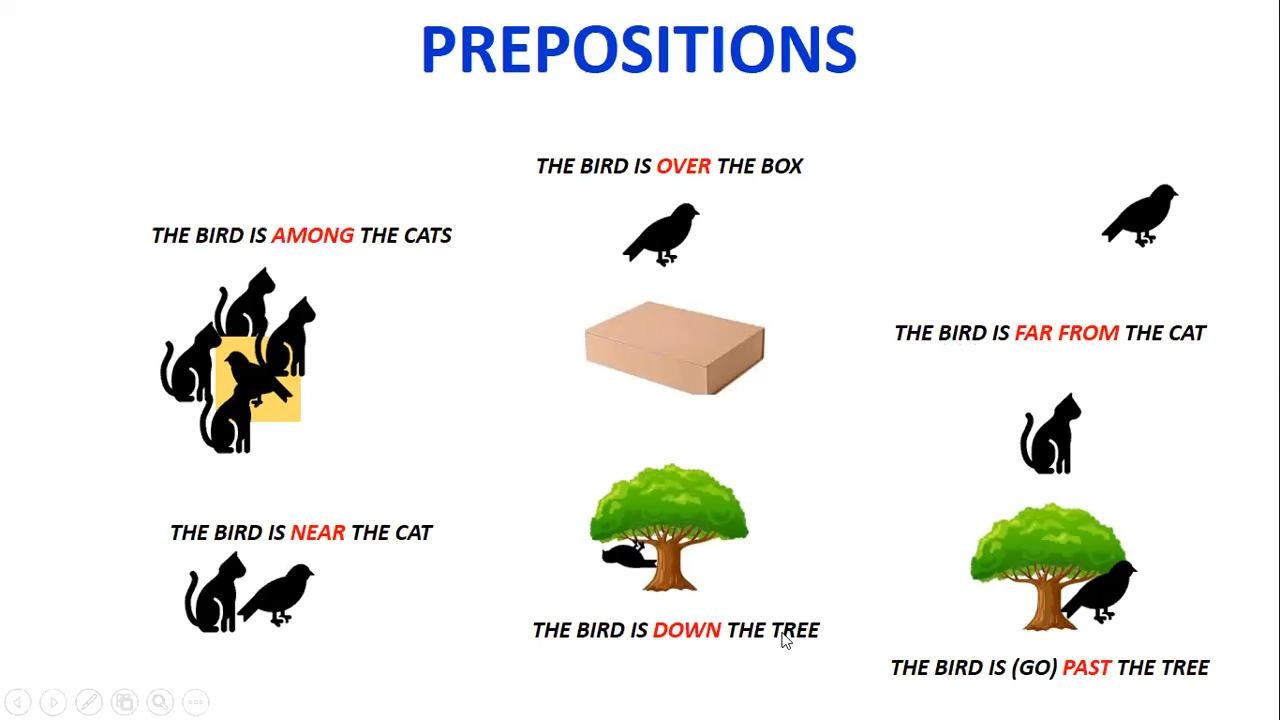 PREPOSITIONS
THE BIRD IS OVER THE BOX
THE BIRD IS AMONG THE CATS
THE BIRD IS FAR FROM THE CAT
THE BIRD IS NEAR THE CAT
THE BIRD IS DOWN THE TREE
THE BIRD IS (GO) PAST THE TREE